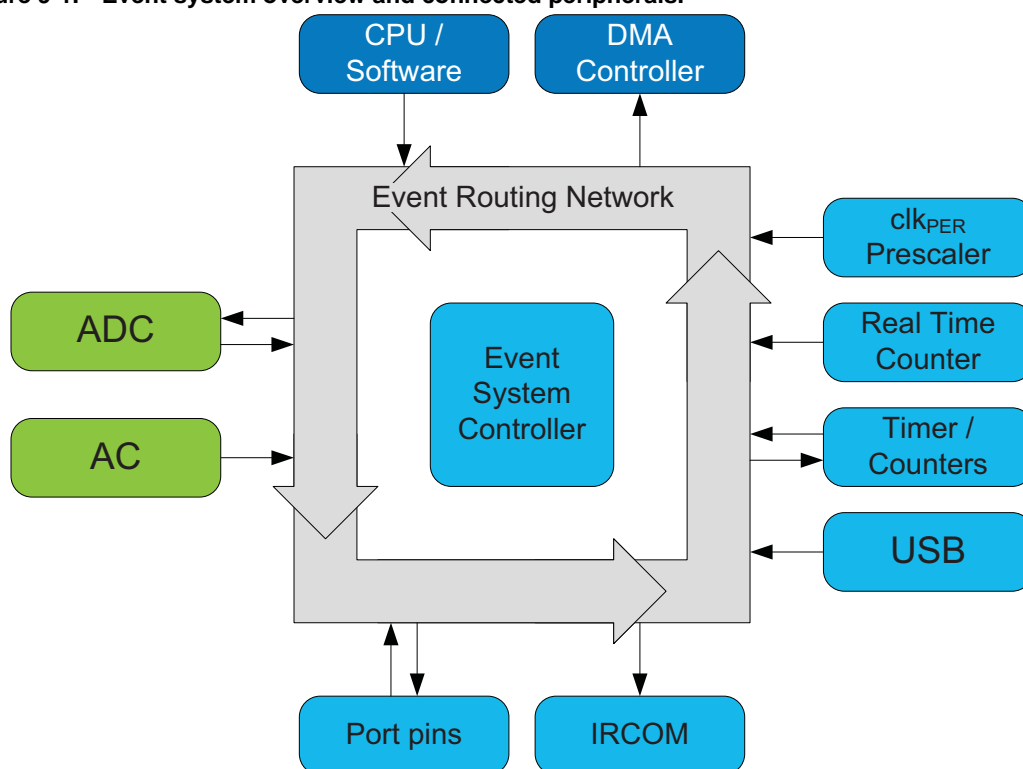 Event system overview and connected peripherals.
CPU /
Software
DMA
Controller
Event Routing Network
clkPER
Prescaler
ADC
Real Time
Counter
Event
System
Controller
AC
Timer /
Counters
USB
Port pins
IRCOM